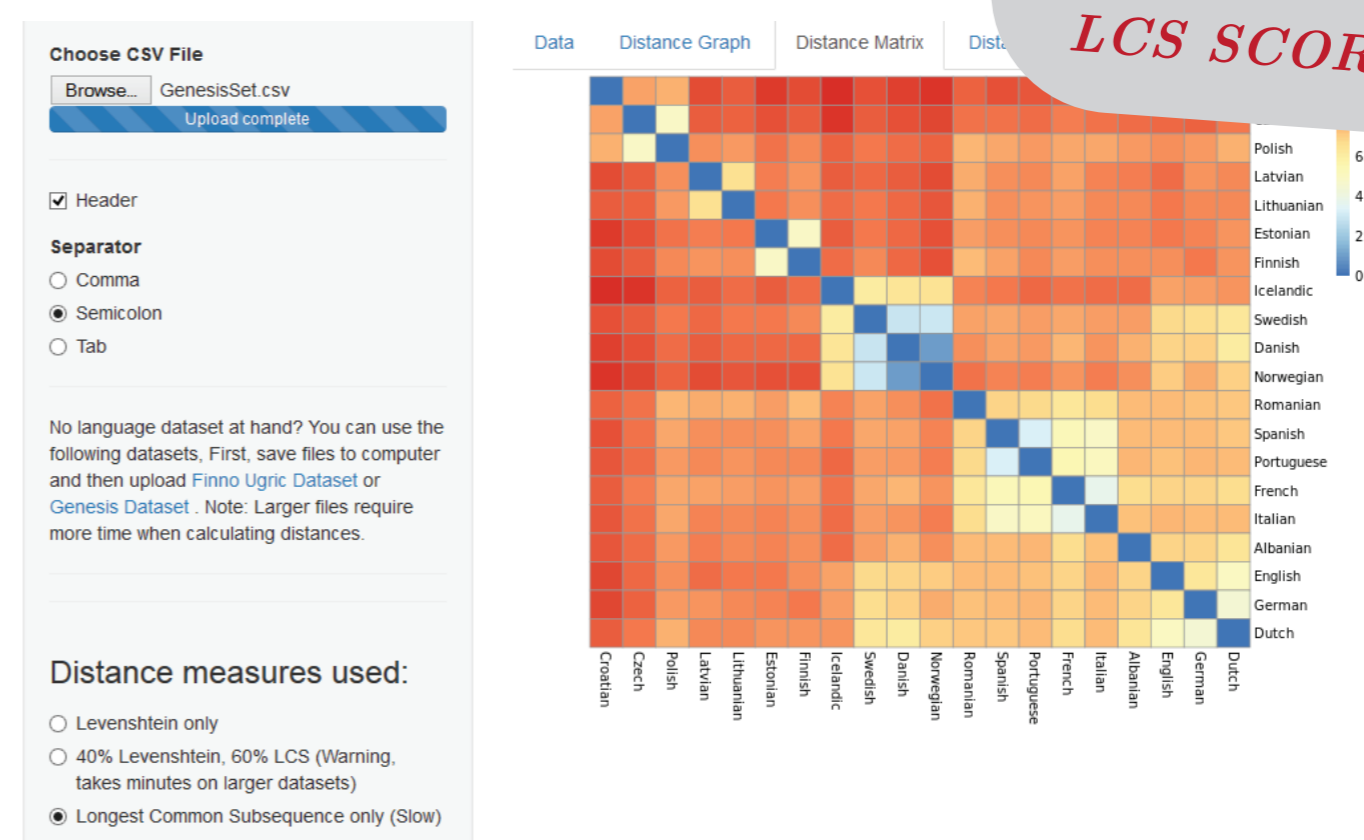 Choose CSV File
Browse... GenesisSet.csv
Upload complete
Header
Separator
Comma
Semicolon
Tab
No language dataset at hand? You can use the
following datasets, First, save files to computer
and then upload Finno Ugric Dataset or
Genesis Dataset . Note: Larger files require
more time when calculating distances.
Distance measures used:
Levenshtein only
40% Levenshtein, 60% LCS (Warning,
takes minutes on larger datasets)
Longest Common Subsequence only (Slow)
Data Distance Graph Distance Matrix
LCS
Polish
Latvian
Lithuanian
Estonian
Finnish
Icelandic
Swedish
Danish
Norwegian
Romanian
Spanish
Portuguese
French
Italian
Albanian
English
German
Dutch
6
4
2
0
Croatian
Czech
Polish
Latvian
Lithuanian
Estonian
Finnish
Icelandic
Swedish
Danish
Norwegian
Romanian
Spanish
Portuguese
French
Italian
Albanian
English
German
Dutch